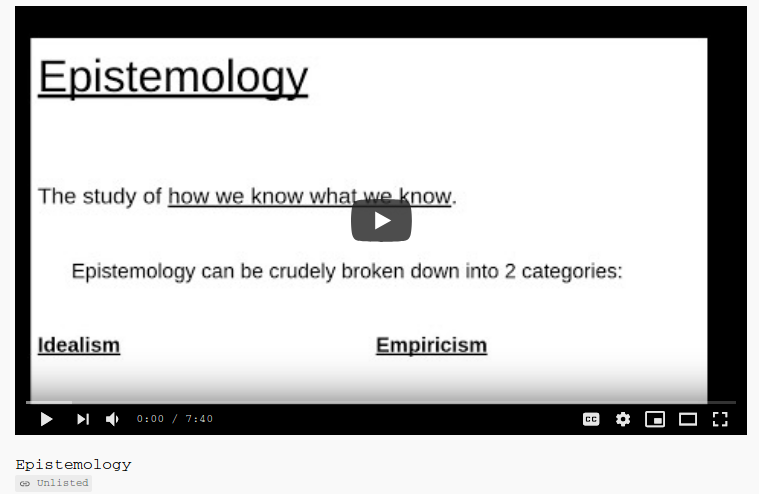 Epistemology
The study of how we know what we know.
Epistemology can be crudely broken down into 2 categories:
Idealism Empiricism
0:00 / 7:40 CC
Epistemology
Unlisted